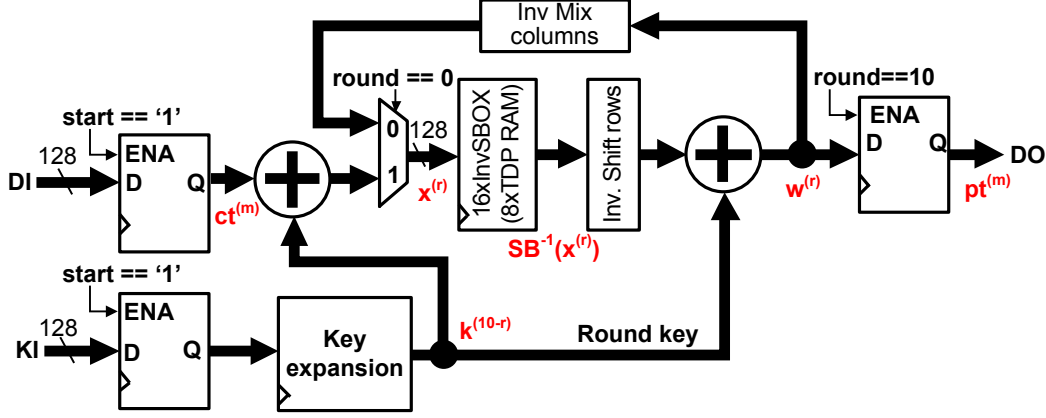 Inv Mix
columns
round == 0
round==10
start == ‘1’
ENA
128
DI
D
Q
ct(m)
0
1
128
x(r)
16xInvSBOX
(8xTDP RAM)
SB-1(x(r))
Inv. Shift rows
w(r)
ENA
D
Q
DO
pt(m)
start == ‘1’
ENA
128
KI
D
Q
Key
expansion
k(10-r)
Round key